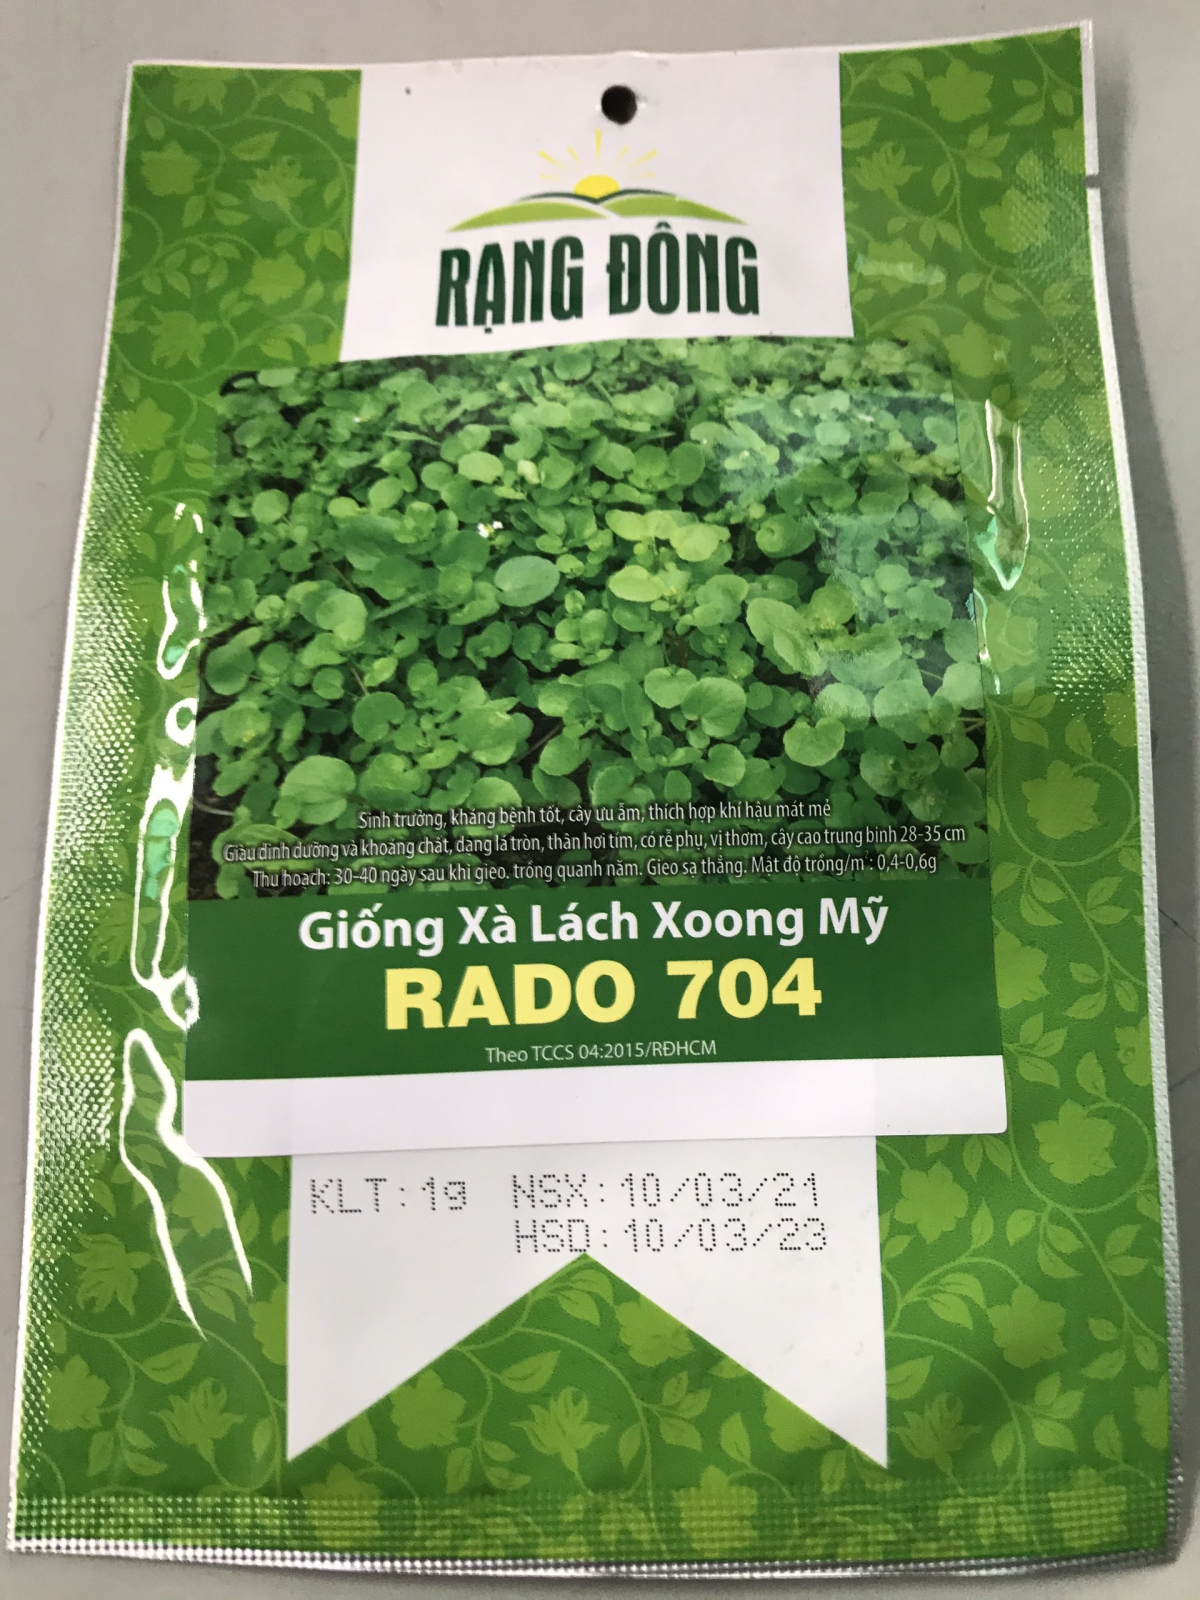 RẠNG ĐÔNG
Sinh trưởng, kháng bệnh tốt, cây ưu ẩm, thích hợp khí hậu mát mẻ
Giàu dinh dưỡng và khoáng chất, dạng lá tròn, thân hơi tím, có rễ phụ, vị thơm, cây cao trung bình 28-35 cm
Thu hoạch: 30-40 ngày sau khi gieo. trồng quanh năm. Gieo sạ thẳng. Mật độ trồng/m²: 0,4-0,6g
Giống Xà Lách Xoong Mỹ
RADO 704
Theo TCCS 04:2015/RĐHCM
KLT: 1g NSX: 10/03/21
HSD: 10/03/23